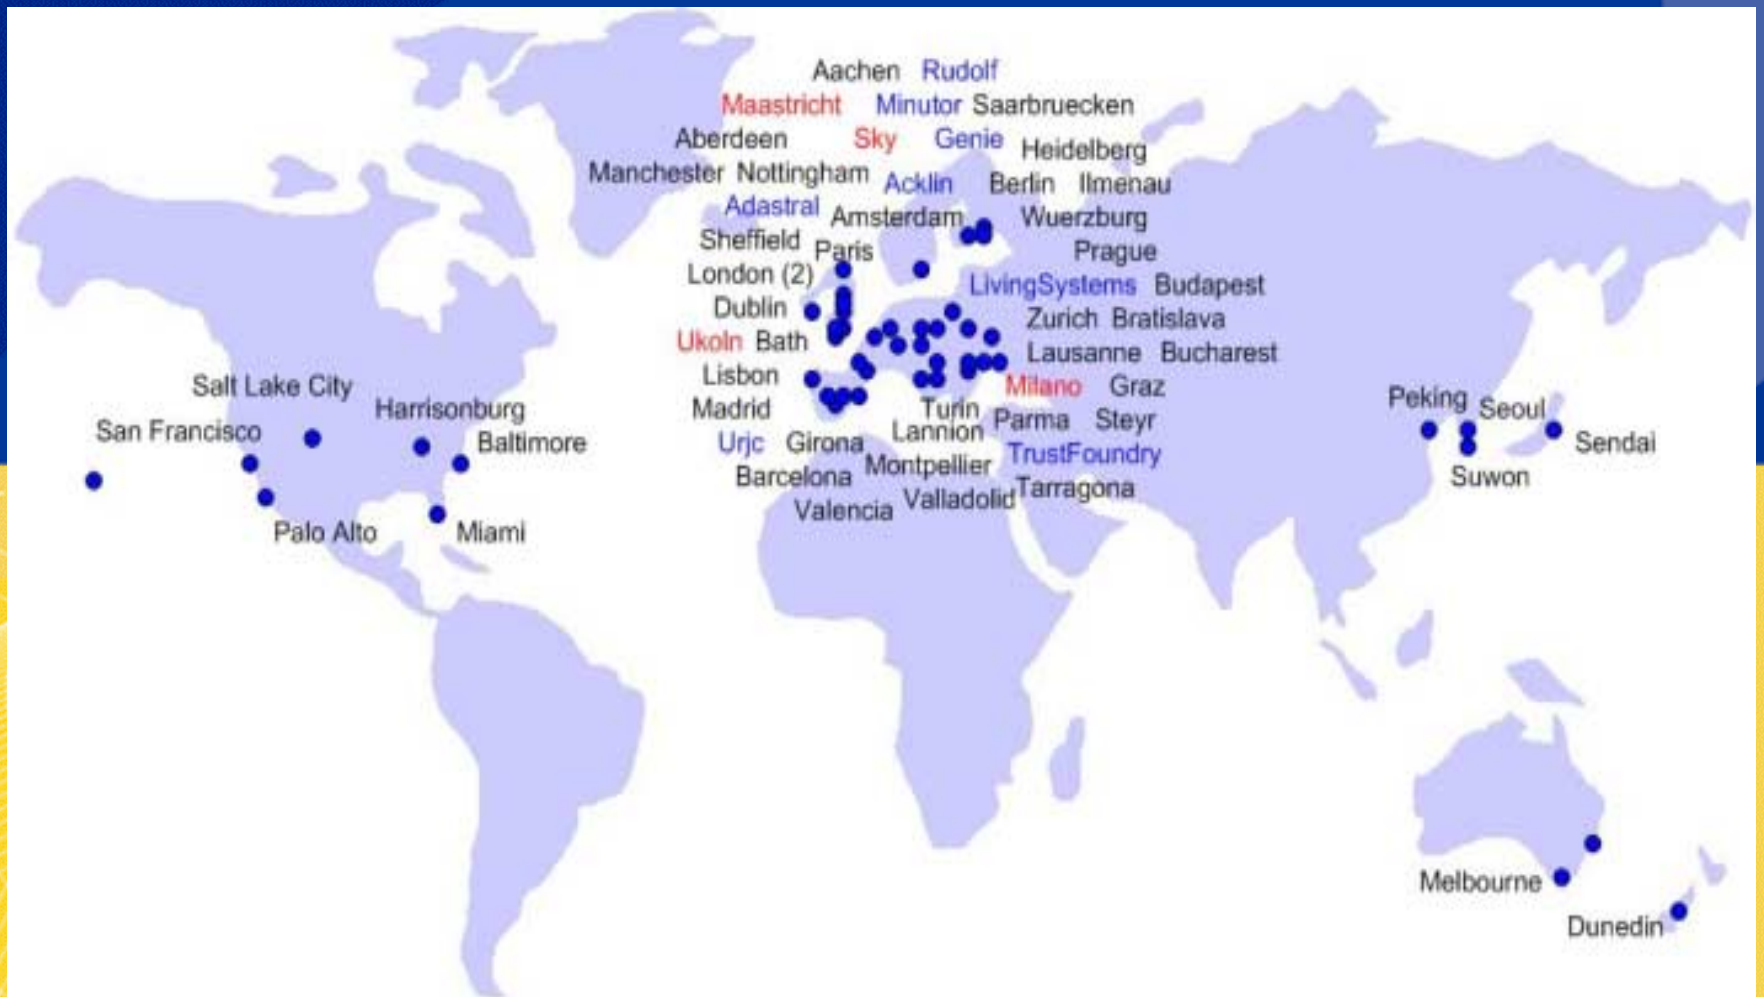 Aachen Rudolf
Maastricht Minutor Saarbruecken
Aberdeen Sky Genie Heidelberg
Manchester Nottingham Acklin Berlin Ilmenau
Adastral Amsterdam Wuerzburg
Sheffield Paris Prague
London (2) LivingSystems Budapest
Dublin Zurich Bratislava
Ukoln Bath Lausanne Bucharest
Lisbon Milano Graz
Madrid Turin Parma Steyr
Urjc Girona Lannion TrustFoundry
Barcelona Montpellier Tarragona
Valencia Valladolid
Salt Lake City
Harrisonburg
San Francisco Baltimore
Palo Alto Miami
Peking Seoul
Sendai
Suwon
Melbourne
Dunedin